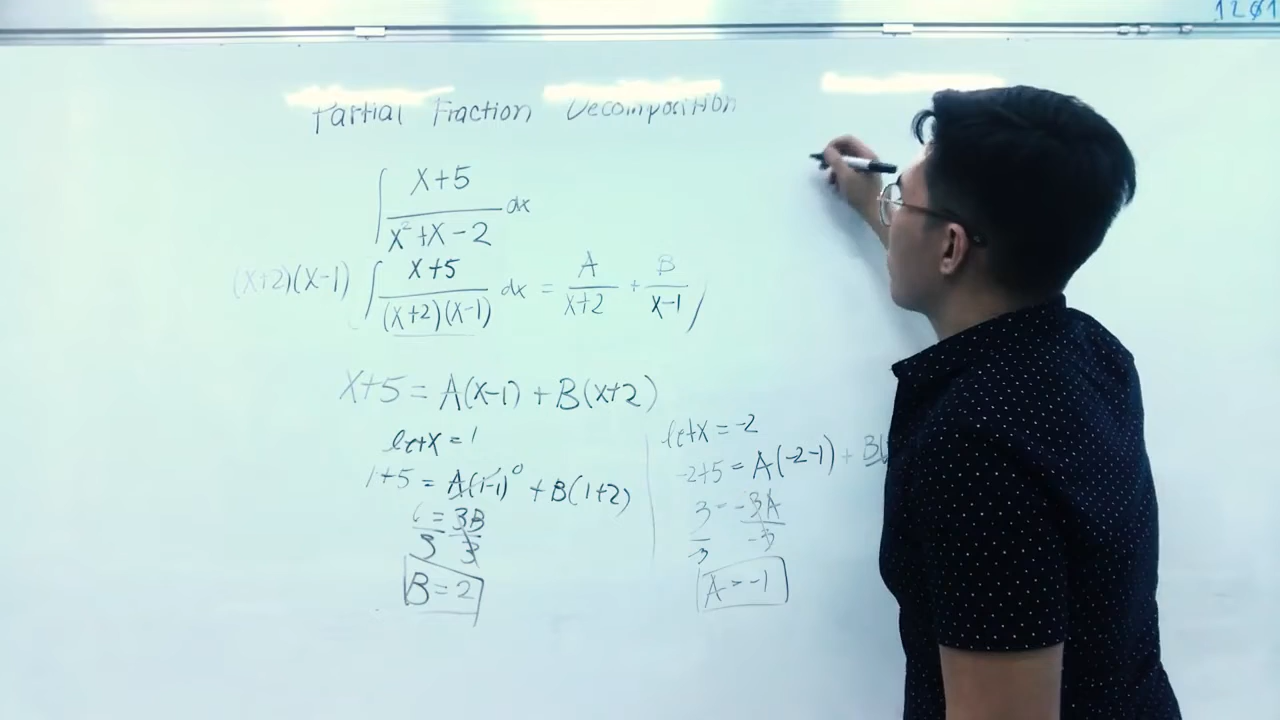 1201
Partial Fraction Decomposition
∫ x+5 / x²+x-2 dx
(x+2)(x-1) ∫ x+5 / (x+2)(x-1) dx = A / x+2 + B / x-1
x+5 = A(x-1) + B(x+2)
let x = 1
1+5 = A(1-1)⁰ + B(1+2)
6 / 3 = 3B / 3
B = 2
let x = -2
-2+5 = A(-2-1) + B(
3 / -3 = -3A / -3
A = -1